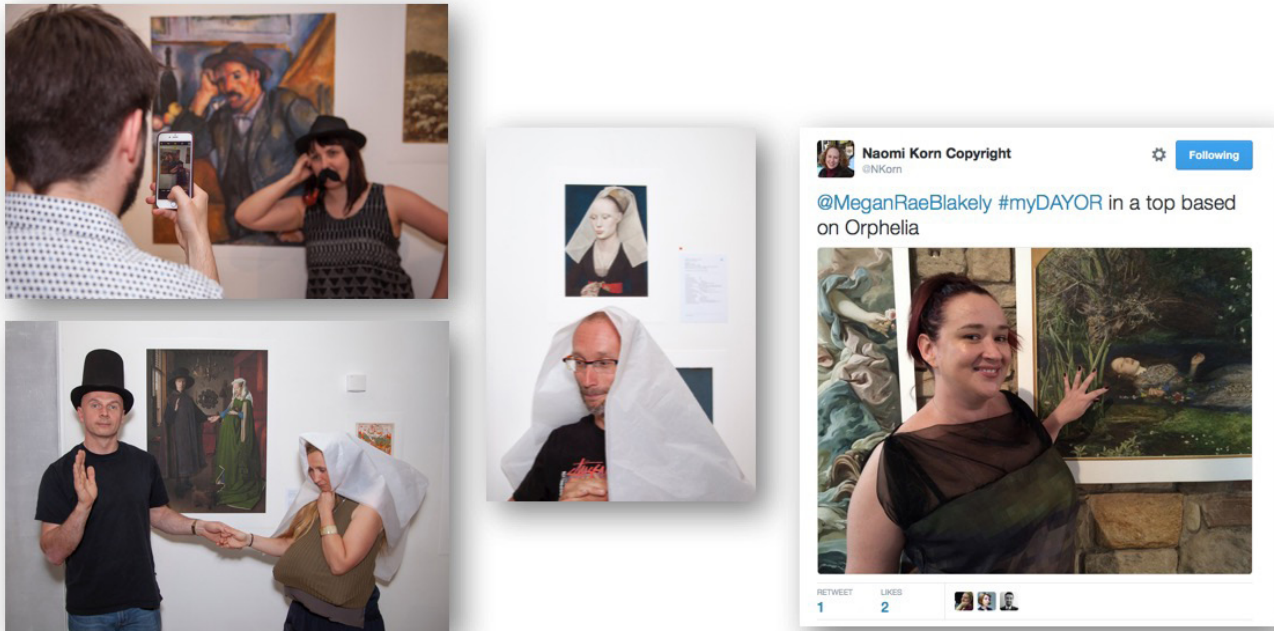 Naomi Korn Copyright
@NKorn
Following
@MeganRaeBlakely #myDAYOR in a top based
on Orphelia
RETWEET
1
LIKES
2